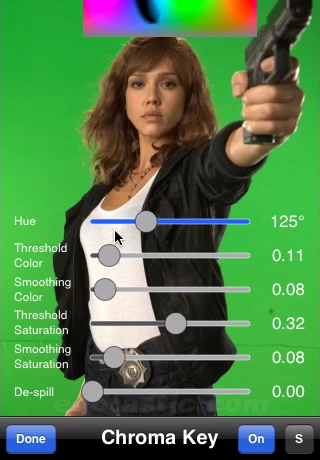 Hue 125°
Threshold
Color 0.11
Smoothing
Color 0.08
Threshold
Saturation 0.32
Smoothing
Saturation 0.08
De-spill 0.00
Done Chroma Key On S